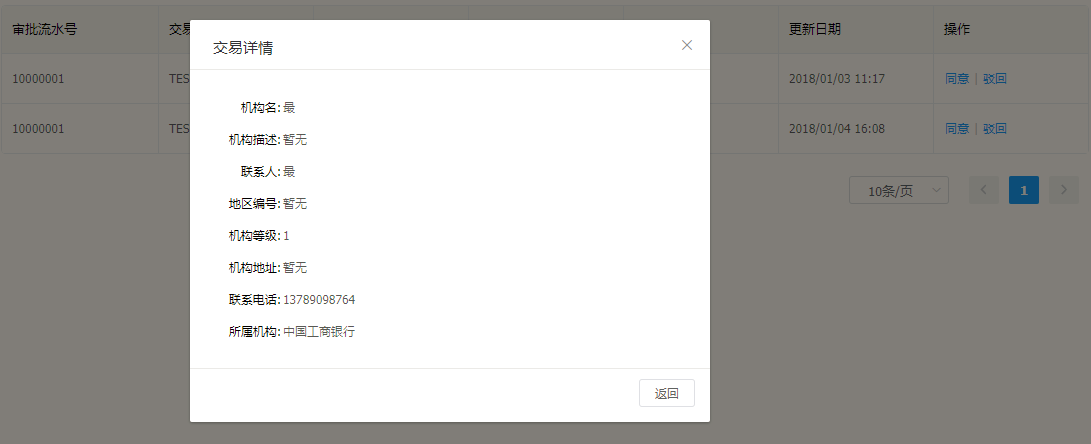 审批流水号 交易 更新日期 操作
10000001 TES 2018/01/03 11:17 同意 | 驳回
10000001 TES 2018/01/04 16:08 同意 | 驳回
10条/页 1
交易详情
机构名: 最
机构描述: 暂无
联系人: 最
地区编号: 暂无
机构等级: 1
机构地址: 暂无
联系电话: 13789098764
所属机构: 中国工商银行
返回